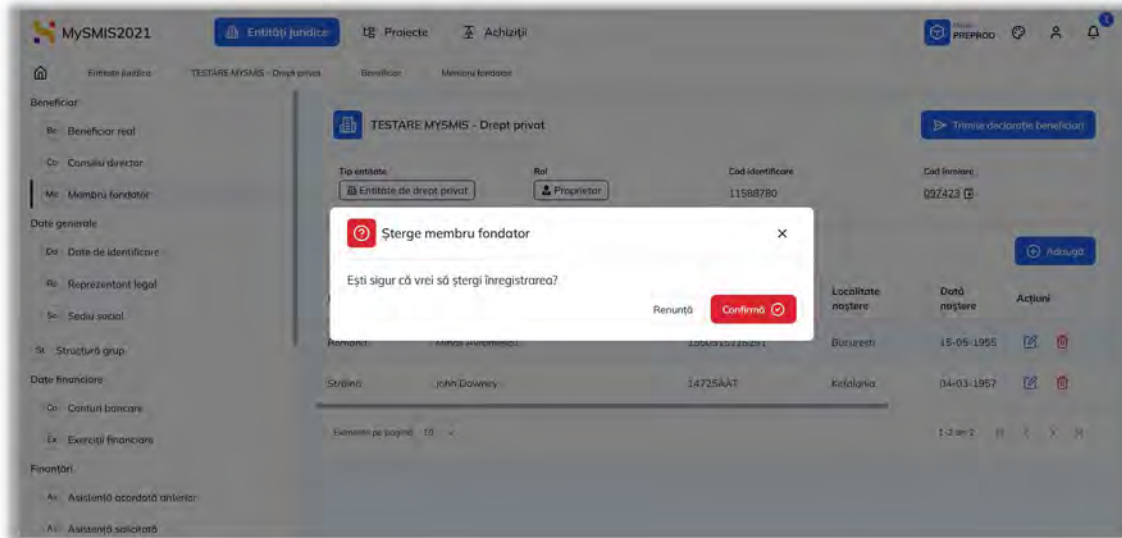 MySMIS2021
Entități juridice
Proiecte
Achiziții
PREPROD
Entitate juridica
TESTARE MYSMIS - Drept privat
Beneficiar
Membru fondator
Beneficiar
Be Beneficiar real
Co Consiliu director
Me Membru fondator
Date generale
Da Date de identificare
Re Reprezentant legal
Se Sediu social
St Structură grup
Date financiare
Co Conturi bancare
Ex Exerciții financiare
Finanțări
As Asistență acordată anterior
As Asistență solicitată
TESTARE MYSMIS - Drept privat
Trimite declarație beneficiari
Tip entitate
Rol
Cod identificare
Cod înrolare
Entitate de drept privat
Proprietar
11588780
097423
Adaugă
Șterge membru fondator
Ești sigur că vrei să ștergi înregistrarea?
Renunță
Confirmă
Localitate naștere
Dată naștere
Acțiuni
Română
București
15-05-1955
Străină
John Downey
14725AAT
Kefalonia
04-03-1957
Elemente pe pagină 10
1-2 din 2